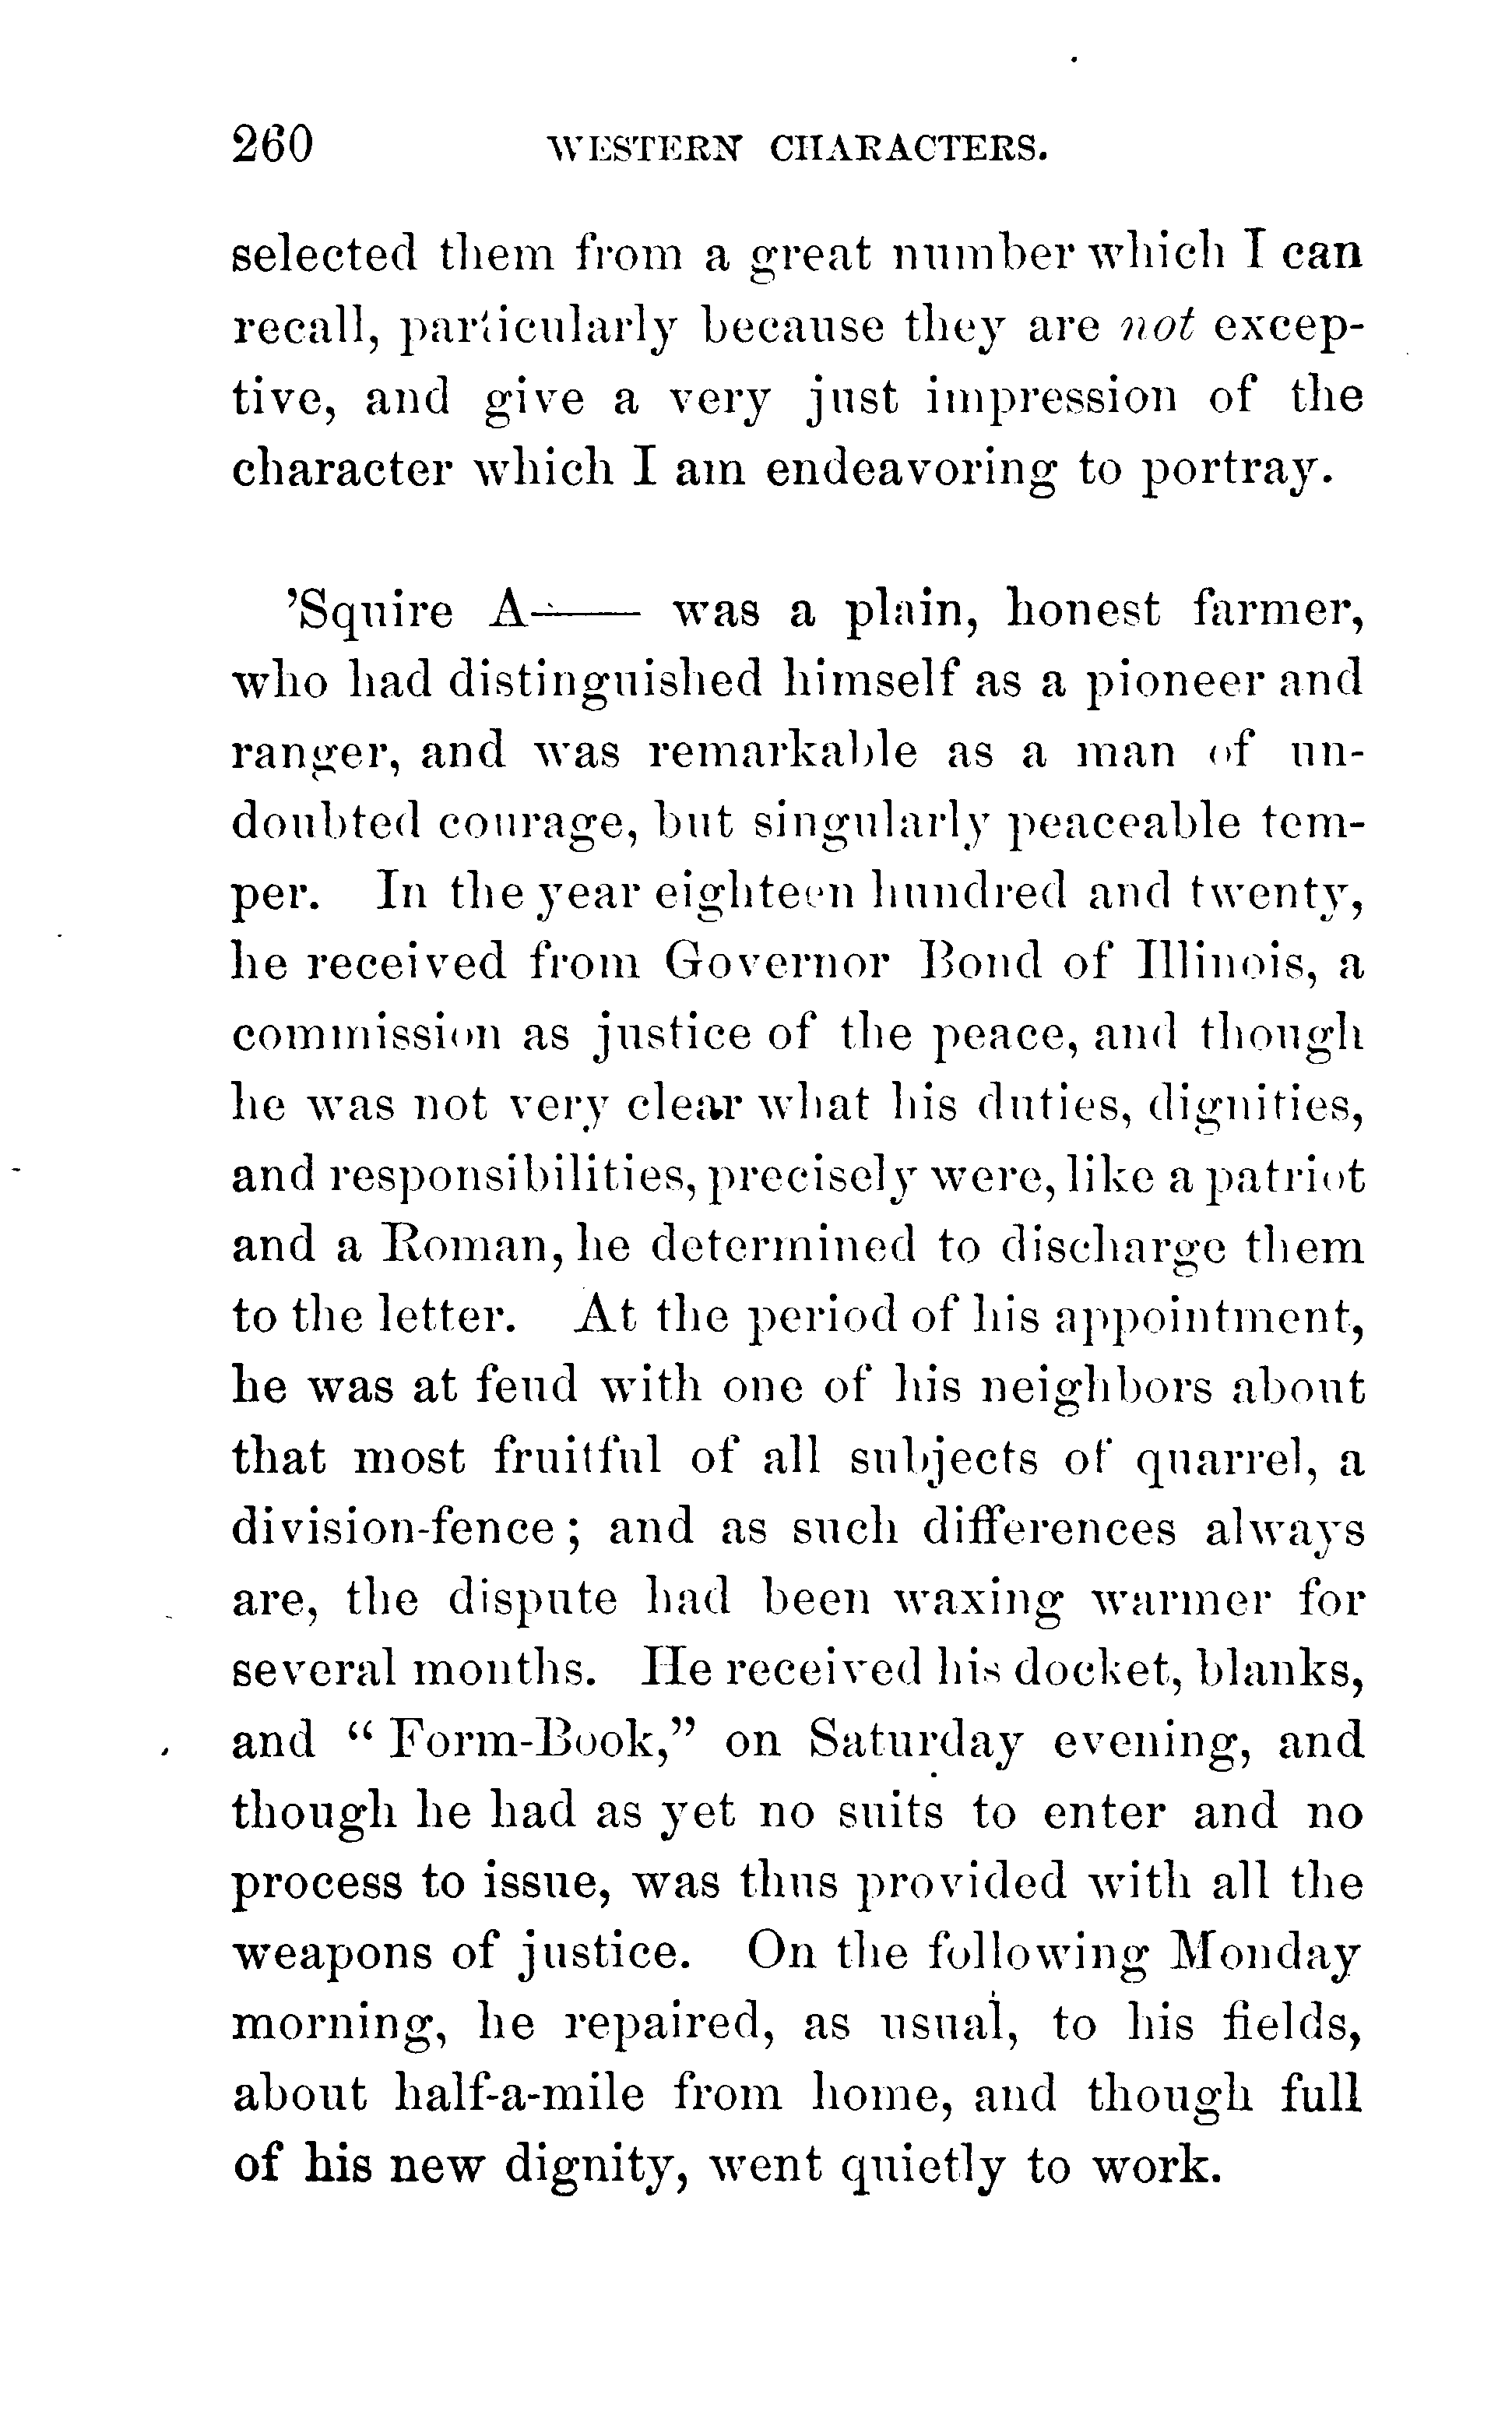 260 WESTERN CHARACTERS.
selected them from a great number which I can
recall, particularly because they are not excep-
tive, and give a very just impression of the
character which I am endeavoring to portray.
’Squire A—— was a plain, honest farmer,
who had distinguished himself as a pioneer and
ranger, and was remarkable as a man of un-
doubted courage, but singularly peaceable tem-
per. In the year eighteen hundred and twenty,
he received from Governor Bond of Illinois, a
commission as justice of the peace, and though
he was not very clear what his duties, dignities,
and responsibilities, precisely were, like a patriot
and a Roman, he determined to discharge them
to the letter. At the period of his appointment,
he was at feud with one of his neighbors about
that most fruitful of all subjects of quarrel, a
division-fence; and as such differences always
are, the dispute had been waxing warmer for
several months. He received his docket, blanks,
and “Form-Book,” on Saturday evening, and
though he had as yet no suits to enter and no
process to issue, was thus provided with all the
weapons of justice. On the following Monday
morning, he repaired, as usual, to his fields,
about half-a-mile from home, and though full
of his new dignity, went quietly to work.